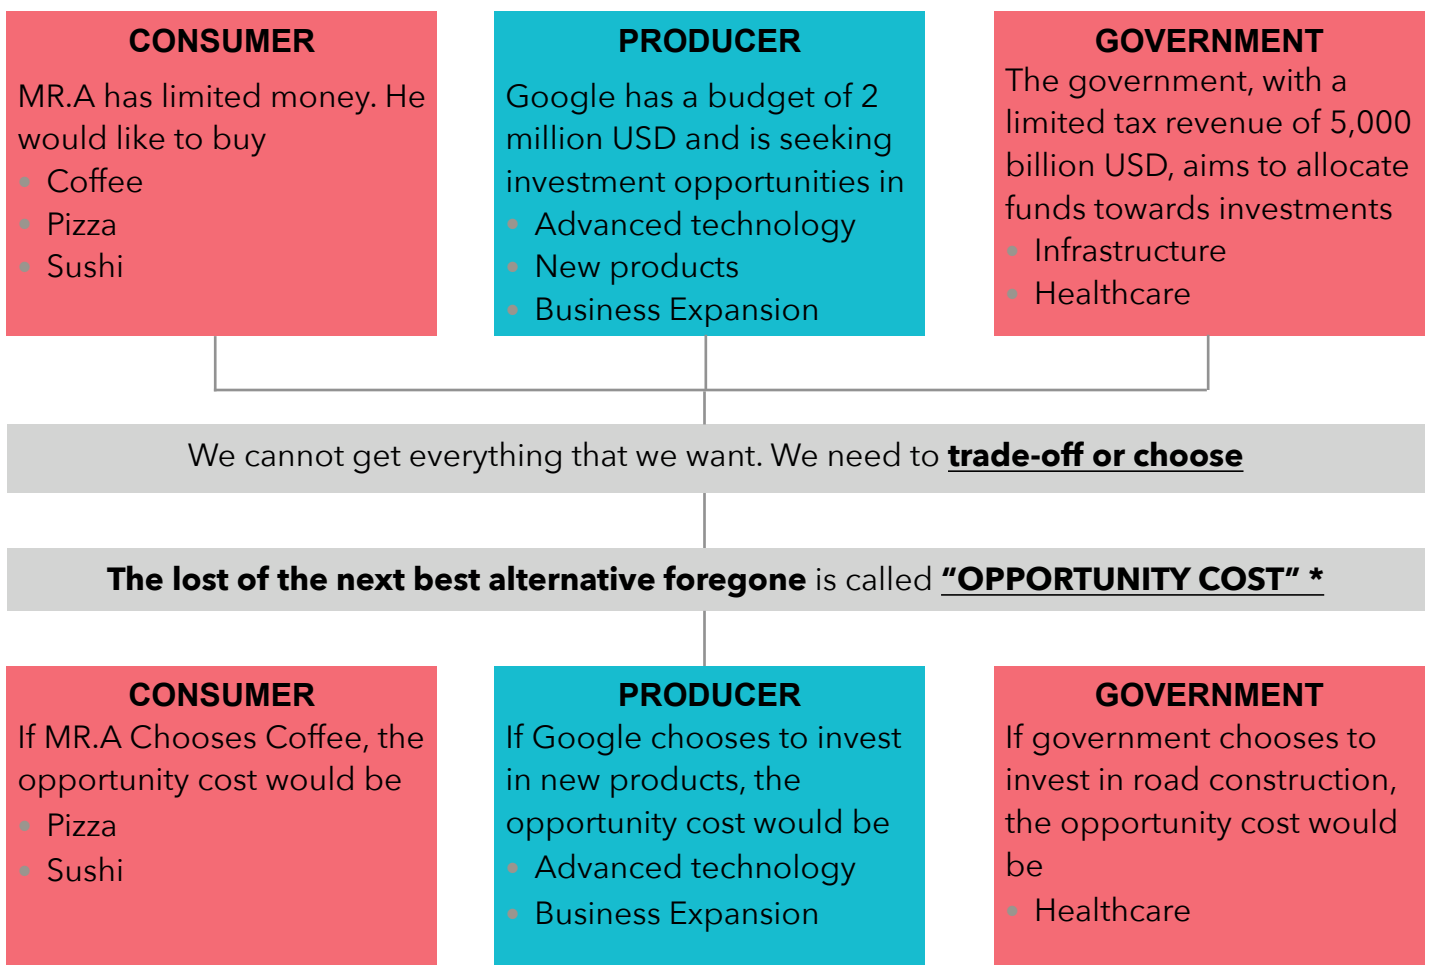 CONSUMER
MR.A has limited money. He
would like to buy
• Coffee
• Pizza
• Sushi
PRODUCER
Google has a budget of 2
million USD and is seeking
investment opportunities in
• Advanced technology
• New products
• Business Expansion
GOVERNMENT
The government, with a
limited tax revenue of 5,000
billion USD, aims to allocate
funds towards investments
• Infrastructure
• Healthcare
We cannot get everything that we want. We need to trade-off or choose
The lost of the next best alternative foregone is called “OPPORTUNITY COST” *
CONSUMER
If MR.A Chooses Coffee, the
opportunity cost would be
• Pizza
• Sushi
PRODUCER
If Google chooses to invest
in new products, the
opportunity cost would be
• Advanced technology
• Business Expansion
GOVERNMENT
If government chooses to
invest in road construction,
the opportunity cost would
be
• Healthcare